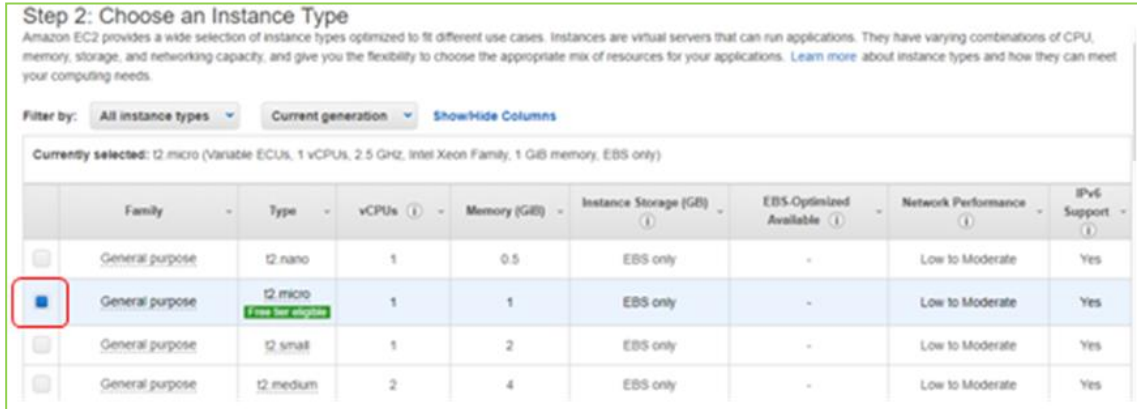 Step 2: Choose an Instance Type
Amazon EC2 provides a wide selection of instance types optimized to fit different use cases. Instances are virtual servers that can run applications. They have varying combinations of CPU,
memory, storage, and networking capacity, and give you the flexibility to choose the appropriate mix of resources for your applications. Learn more about instance types and how they can meet
your computing needs.
Filter by: All instance types Current generation Show/Hide Columns
Currently selected: t2.micro (Variable ECUs, 1 vCPUs, 2.5 GHz, Intel Xeon Family, 1 GiB memory, EBS only)
Family Type vCPUs Memory (GiB) Instance Storage (GB) EBS-Optimized Available Network Performance IPv6 Support
General purpose t2.nano 1 0.5 EBS only - Low to Moderate Yes
General purpose t2.micro Free tier eligible 1 1 EBS only - Low to Moderate Yes
General purpose t2.small 1 2 EBS only - Low to Moderate Yes
General purpose t2.medium 2 4 EBS only - Low to Moderate Yes